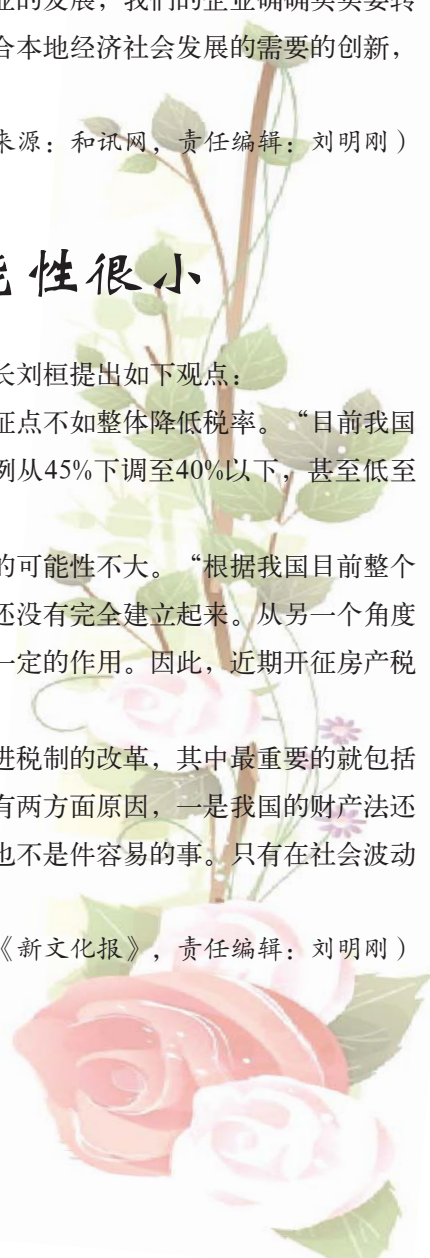 业的发展，我们的企业确确实实要转
合本地经济社会发展的需要的创新，
来源：和讯网，责任编辑：刘明刚）
能性很小
长刘桓提出如下观点：
征点不如整体降低税率。“目前我国
例从45%下调至40%以下，甚至低至
的可能性不大。“根据我国目前整个
还没有完全建立起来。从另一个角度
一定的作用。因此，近期开征房产税
进税制的改革，其中最重要的就包括
有两方面原因，一是我国的财产法还
也不是件容易的事。只有在社会波动
《新文化报》，责任编辑：刘明刚）